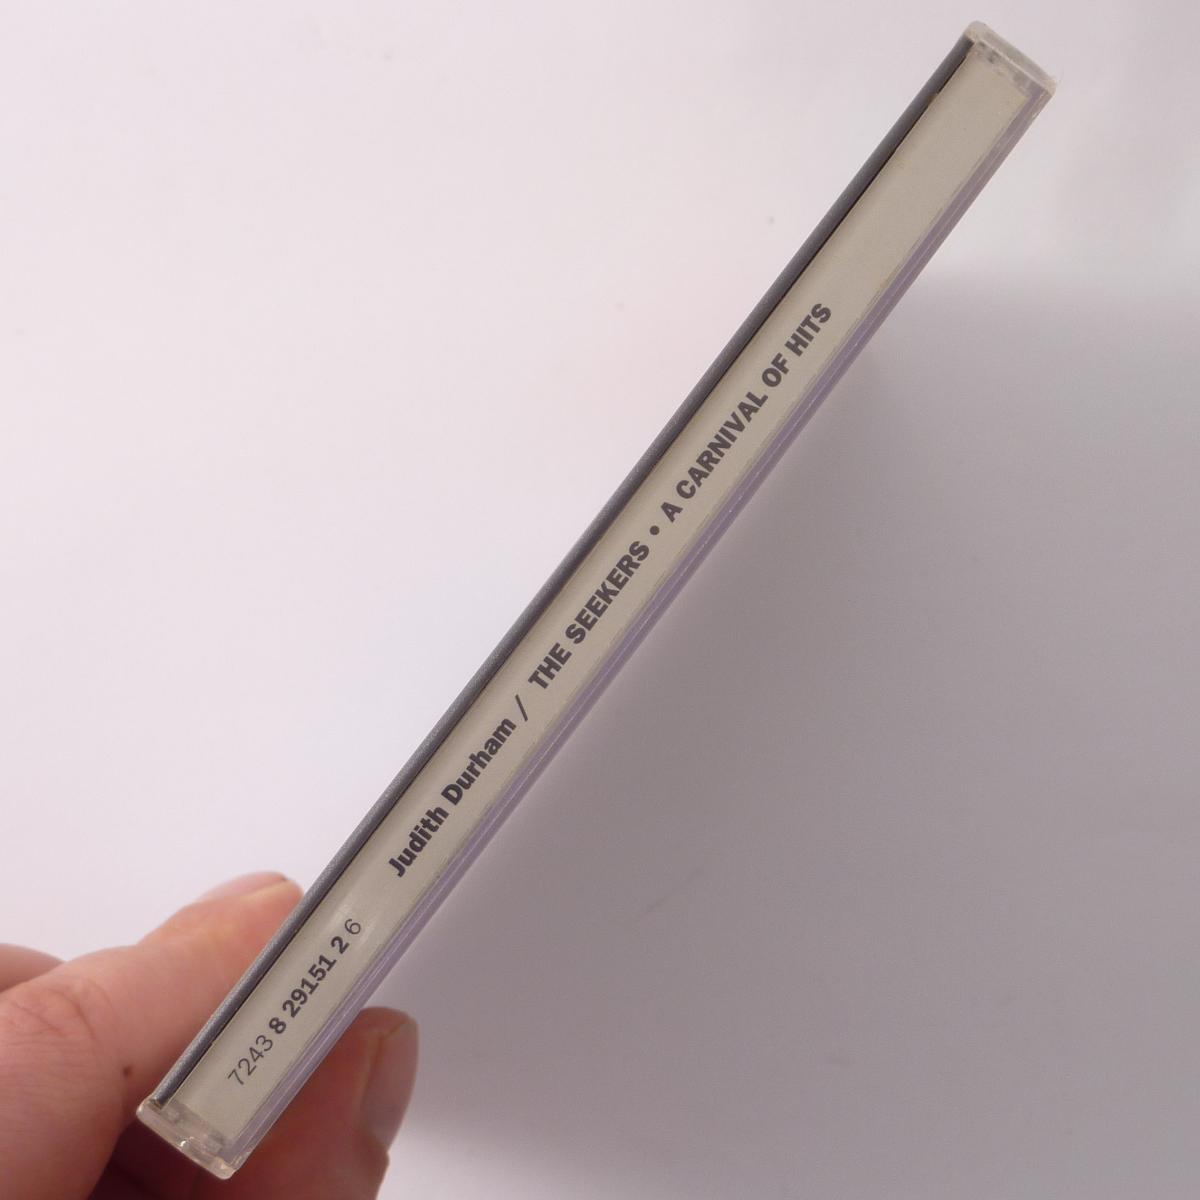 7243 8 29151 2 6 Judith Durham / THE SEEKERS • A CARNIVAL OF HITS